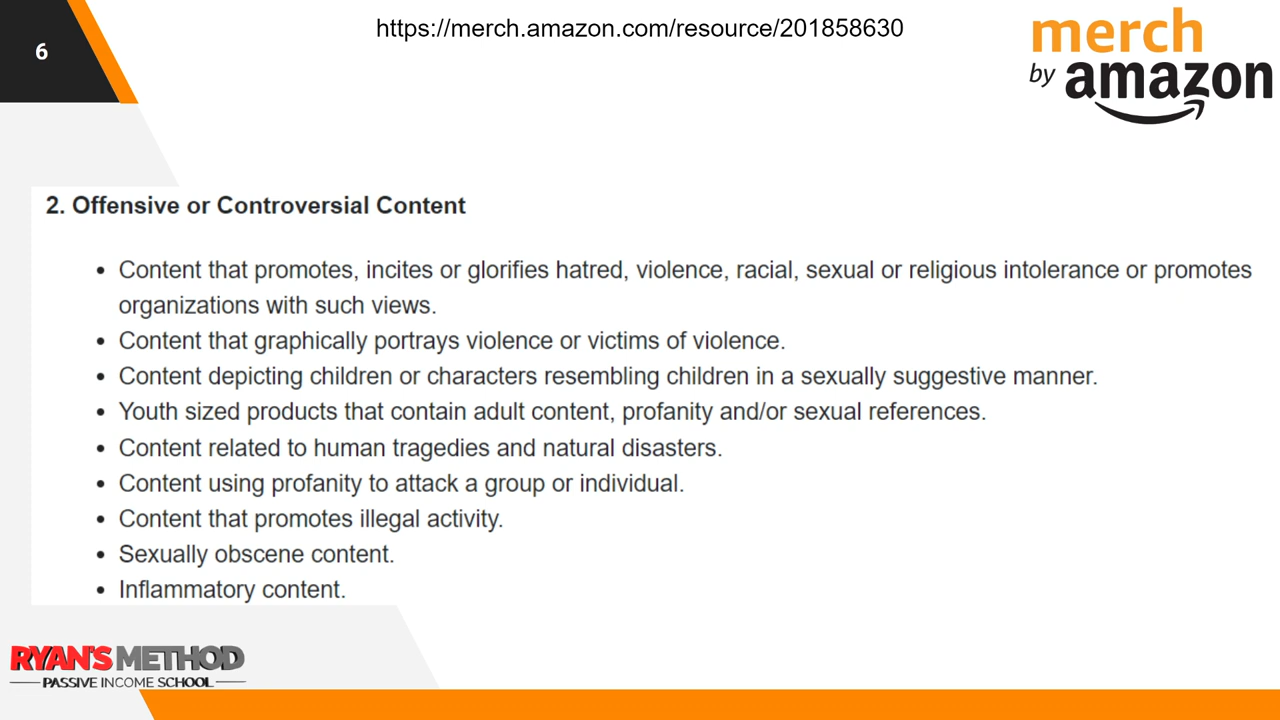 6
https://merch.amazon.com/resource/201858630
merch
by amazon
2. Offensive or Controversial Content
• Content that promotes, incites or glorifies hatred, violence, racial, sexual or religious intolerance or promotes
organizations with such views.
• Content that graphically portrays violence or victims of violence.
• Content depicting children or characters resembling children in a sexually suggestive manner.
• Youth sized products that contain adult content, profanity and/or sexual references.
• Content related to human tragedies and natural disasters.
• Content using profanity to attack a group or individual.
• Content that promotes illegal activity.
• Sexually obscene content.
• Inflammatory content.
RYAN'S METHOD
PASSIVE INCOME SCHOOL